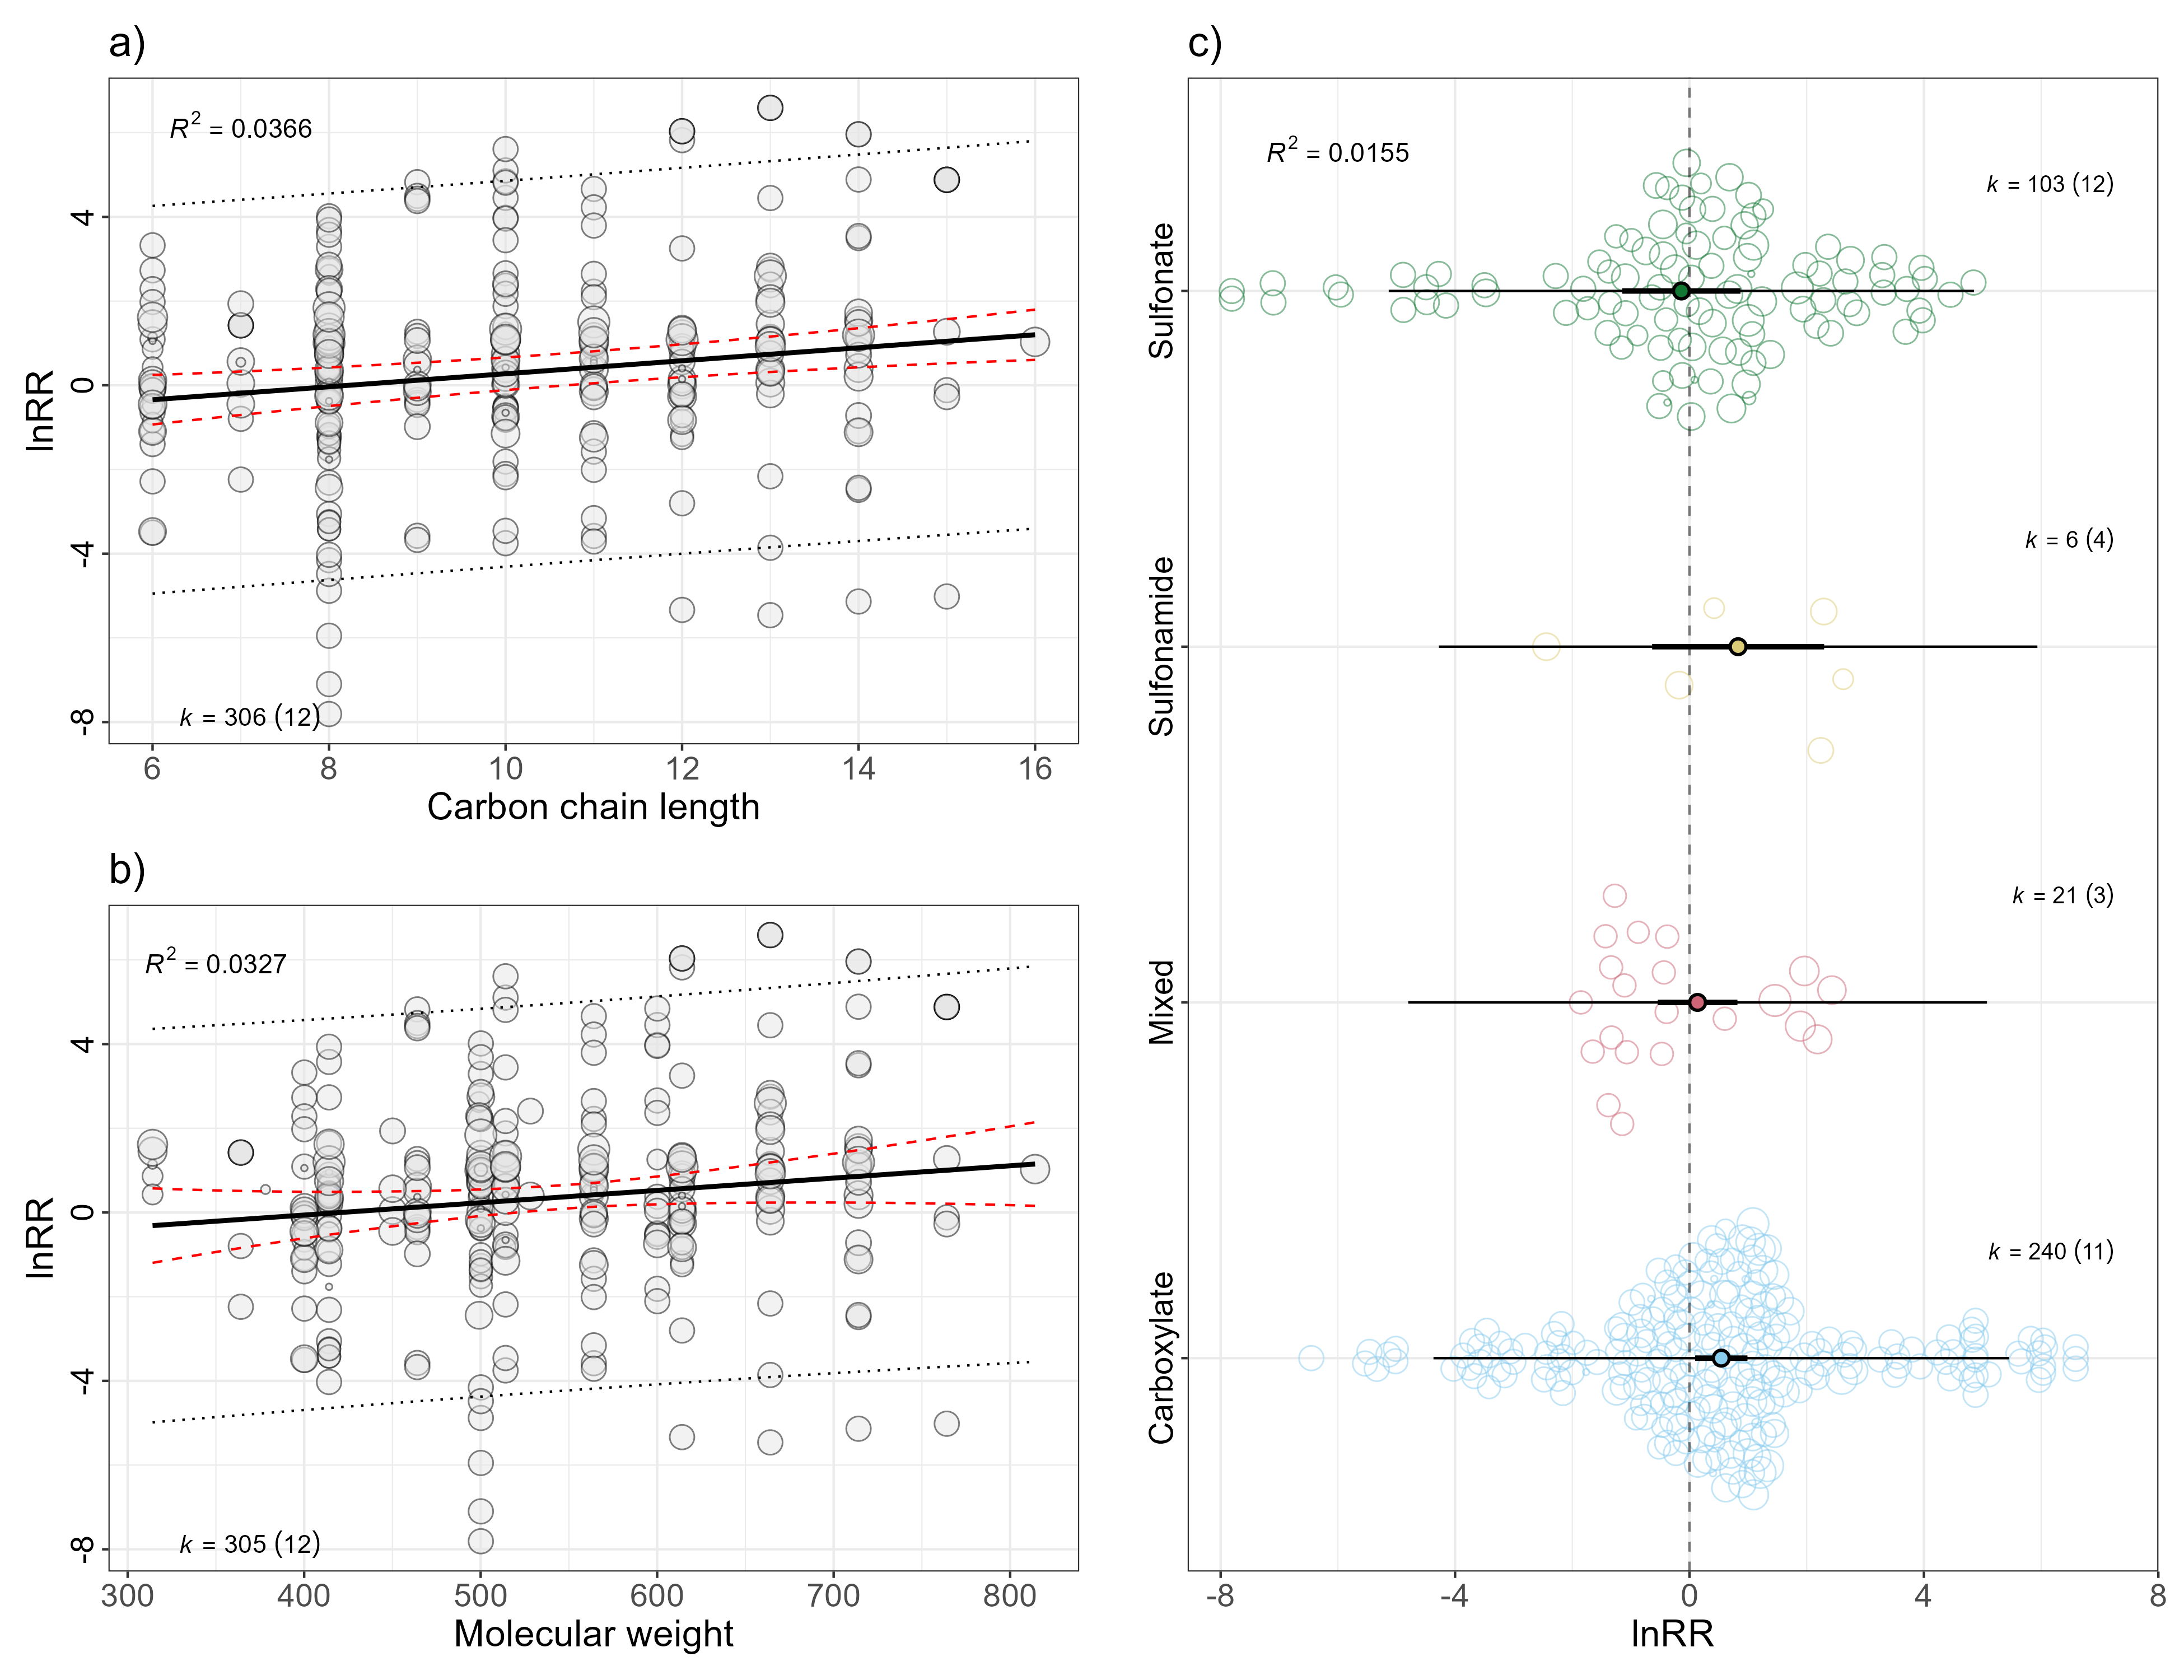 a)
R² = 0.0366
k = 306 (12)
lnRR
4
0
-4
-8
6 8 10 12 14 16
Carbon chain length
b)
R² = 0.0327
k = 305 (12)
lnRR
4
0
-4
-8
300 400 500 600 700 800
Molecular weight
c)
R² = 0.0155
Sulfonate
k = 103 (12)
Sulfonamide
k = 6 (4)
Mixed
k = 21 (3)
Carboxylate
k = 240 (11)
-8 -4 0 4 8
lnRR